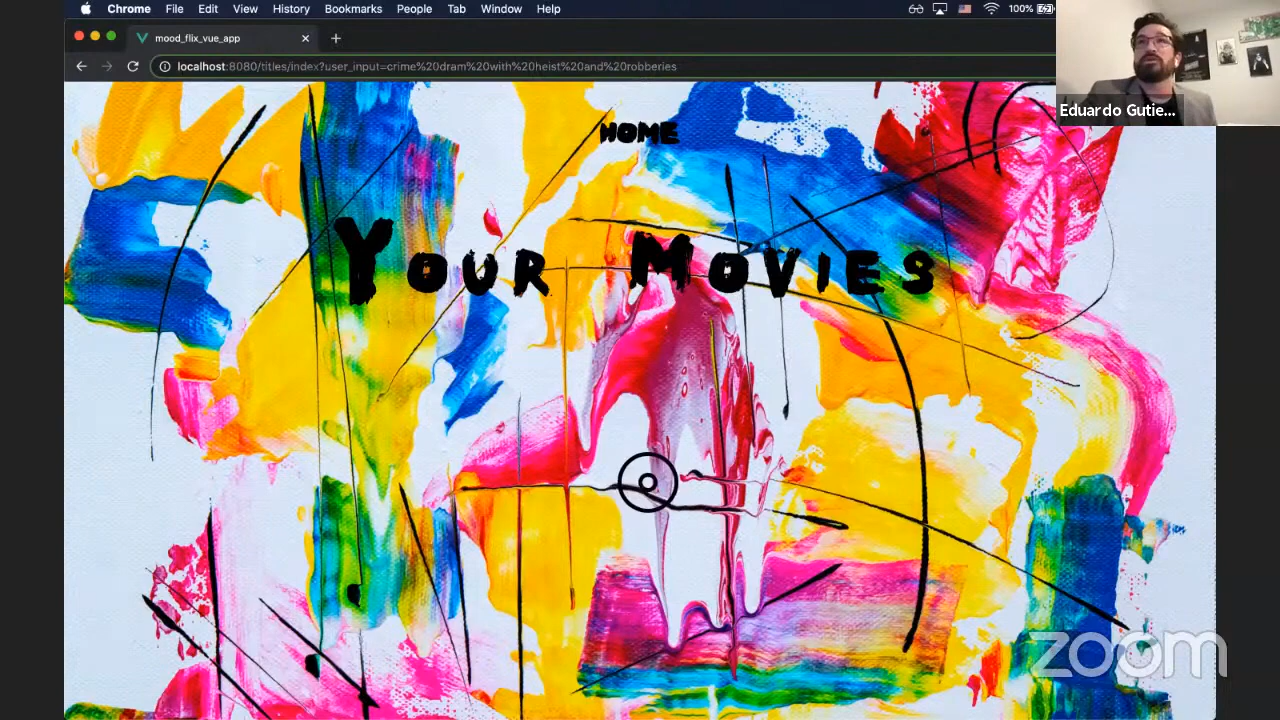 Chrome File Edit View History Bookmarks People Tab Window Help 100%
mood_flix_vue_app
localhost:8080/titles/index?user_input=crime%20dram%20with%20heist%20and%20robberies
Eduardo Gutie...
HOME
YOUR MOVIES
zoom